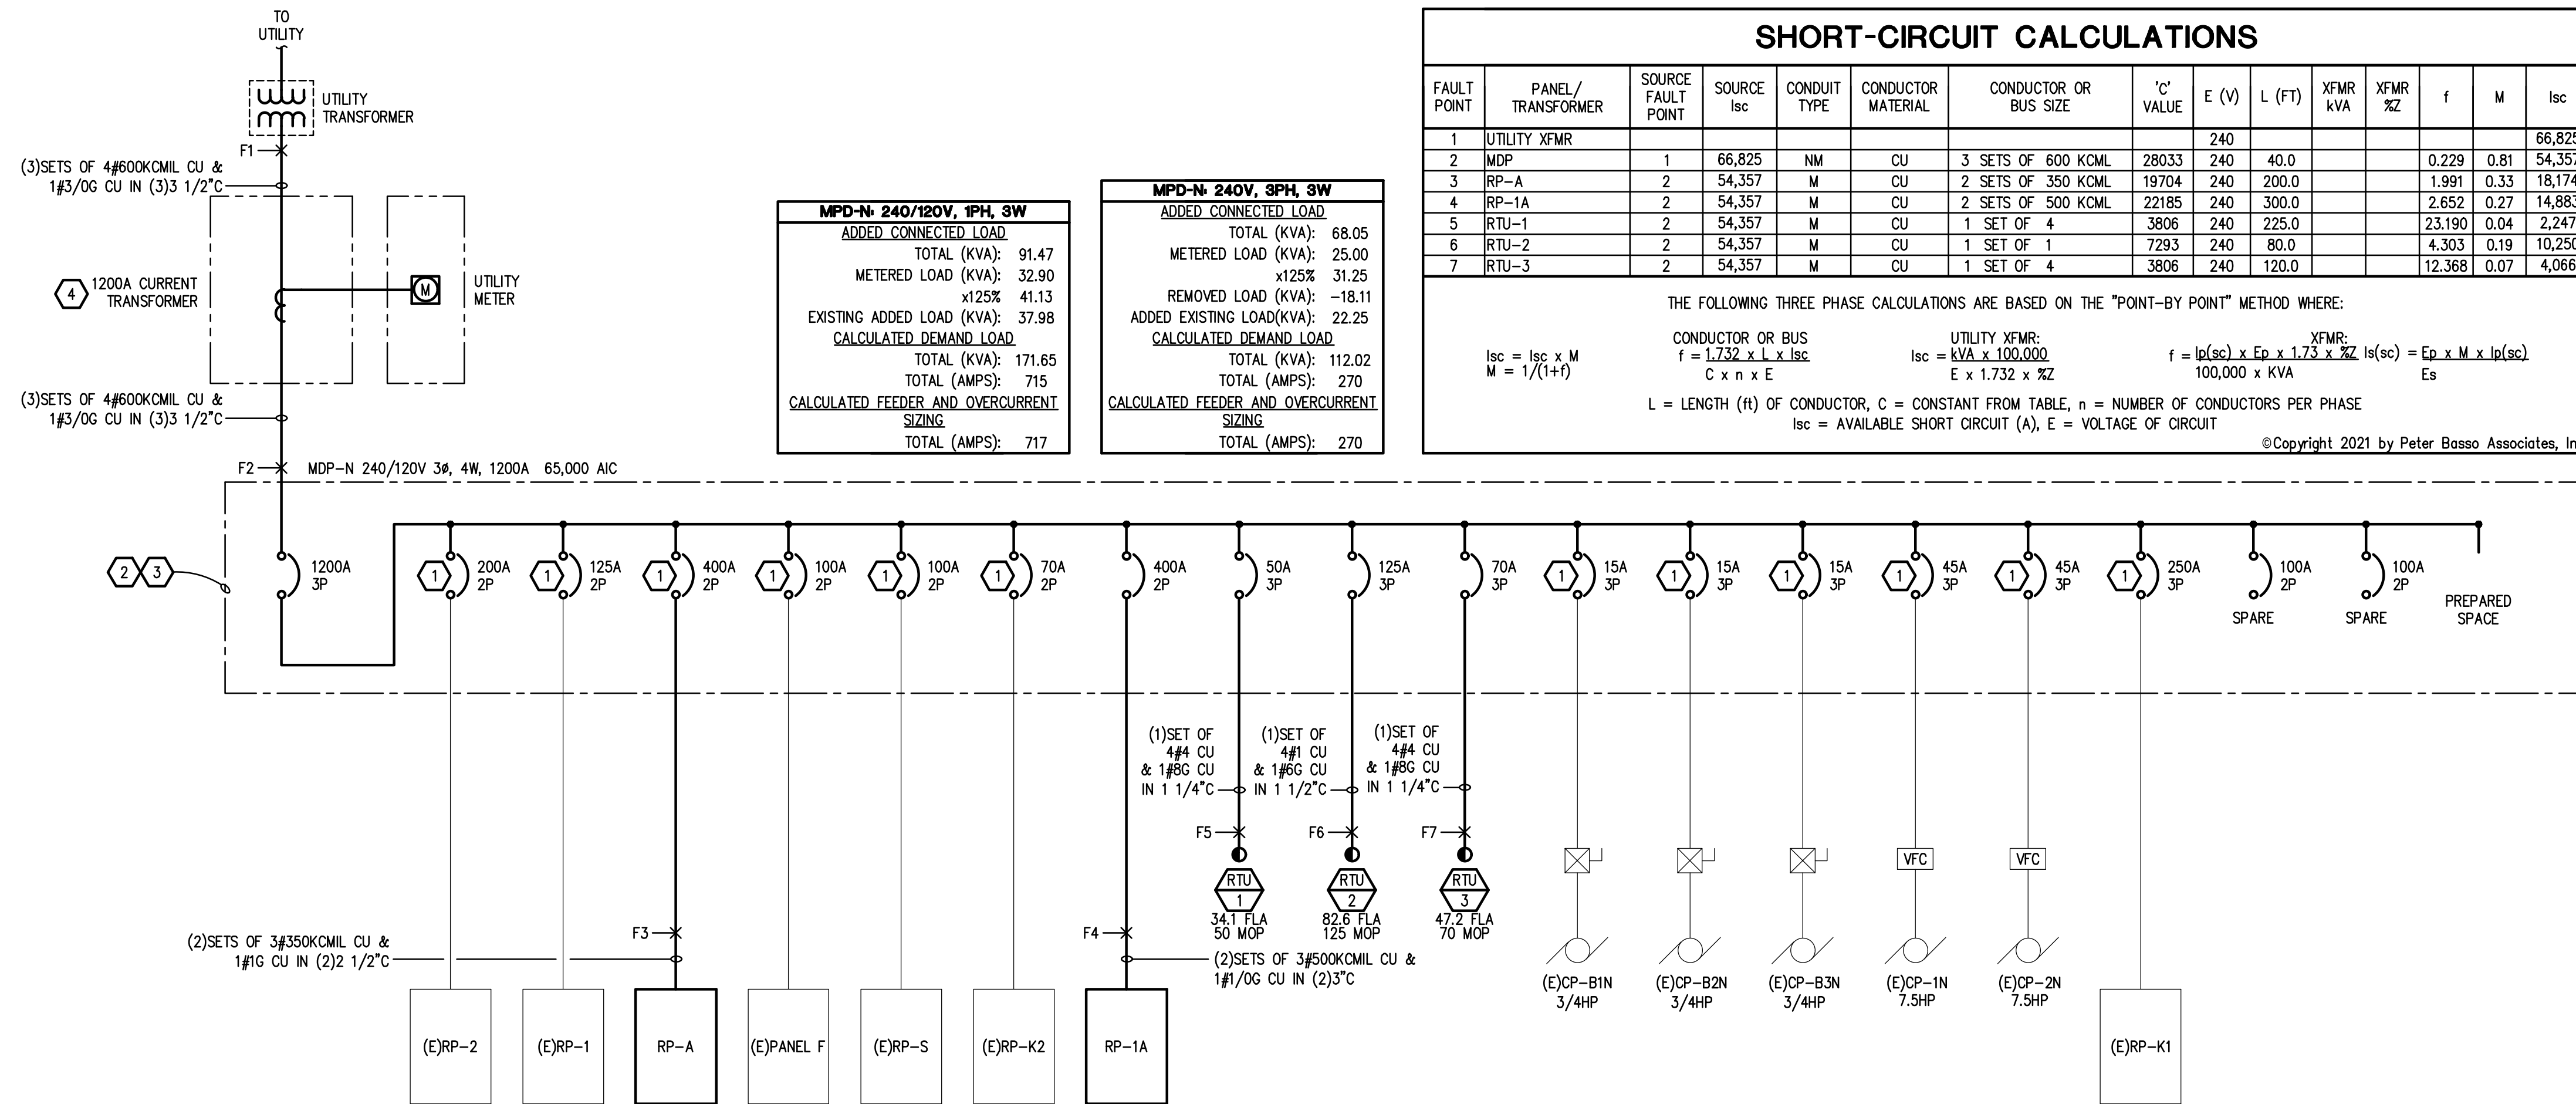 TO
UTILITY
UTILITY
TRANSFORMER
F1
(3)SETS OF 4#600KCMIL CU &
1#3/0G CU IN (3)3 1/2"C
4
1200A CURRENT
TRANSFORMER
M
UTILITY
METER
(3)SETS OF 4#600KCMIL CU &
1#3/0G CU IN (3)3 1/2"C
F2
MDP-N 240/120V 3ø, 4W, 1200A 65,000 AIC
MPD-N: 240/120V, 1PH, 3W
ADDED CONNECTED LOAD
TOTAL (KVA): 91.47
METERED LOAD (KVA): 32.90
x125% 41.13
EXISTING ADDED LOAD (KVA): 37.98
CALCULATED DEMAND LOAD
TOTAL (KVA): 171.65
TOTAL (AMPS): 715
CALCULATED FEEDER AND OVERCURRENT
SIZING
TOTAL (AMPS): 717
MPD-N: 240V, 3PH, 3W
ADDED CONNECTED LOAD
TOTAL (KVA): 68.05
METERED LOAD (KVA): 25.00
x125% 31.25
REMOVED LOAD (KVA): -18.11
ADDED EXISTING LOAD(KVA): 22.25
CALCULATED DEMAND LOAD
TOTAL (KVA): 112.02
TOTAL (AMPS): 270
CALCULATED FEEDER AND OVERCURRENT
SIZING
TOTAL (AMPS): 270
SHORT-CIRCUIT CALCULATIONS
FAULT POINT PANEL/ TRANSFORMER SOURCE FAULT POINT SOURCE Isc CONDUIT TYPE CONDUCTOR MATERIAL CONDUCTOR OR BUS SIZE 'C' VALUE E (V) L (FT) XFMR kVA XFMR %Z f M Isc
1 UTILITY XFMR 240 66,825
2 MDP 1 66,825 NM CU 3 SETS OF 600 KCML 28033 240 40.0 0.229 0.81 54,357
3 RP-A 2 54,357 M CU 2 SETS OF 350 KCML 19704 240 200.0 1.991 0.33 18,174
4 RP-1A 2 54,357 M CU 2 SETS OF 500 KCML 22185 240 300.0 2.652 0.27 14,883
5 RTU-1 2 54,357 M CU 1 SET OF 4 3806 240 225.0 23.190 0.04 2,247
6 RTU-2 2 54,357 M CU 1 SET OF 1 7293 240 80.0 4.303 0.19 10,250
7 RTU-3 2 54,357 M CU 1 SET OF 4 3806 240 120.0 12.368 0.07 4,066
THE FOLLOWING THREE PHASE CALCULATIONS ARE BASED ON THE "POINT-BY POINT" METHOD WHERE:
Isc = Isc x M
M = 1/(1+f)
CONDUCTOR OR BUS
f = 1.732 x L x Isc
C x n x E
UTILITY XFMR:
Isc = kVA x 100,000
E x 1.732 x %Z
XFMR:
f = Ip(sc) x Ep x 1.73 x %Z Is(sc) = Ep x M x Ip(sc)
100,000 x KVA Es
L = LENGTH (ft) OF CONDUCTOR, C = CONSTANT FROM TABLE, n = NUMBER OF CONDUCTORS PER PHASE
Isc = AVAILABLE SHORT CIRCUIT (A), E = VOLTAGE OF CIRCUIT
©Copyright 2021 by Peter Basso Associates, In
2 3
1200A
3P
1 200A
2P
1 125A
2P
1 400A
2P
1 100A
2P
1 100A
2P
1 70A
2P
400A
2P
50A
3P
125A
3P
70A
3P
1 15A
3P
1 15A
3P
1 15A
3P
1 45A
3P
1 45A
3P
1 250A
3P
100A
2P
SPARE
100A
2P
SPARE
PREPARED
SPACE
(1)SET OF
4#4 CU
& 1#8G CU
IN 1 1/4"C
(1)SET OF
4#1 CU
& 1#6G CU
IN 1 1/2"C
(1)SET OF
4#4 CU
& 1#8G CU
IN 1 1/4"C
F5
F6
F7
RTU
1
34.1 FLA
50 MOP
RTU
2
82.6 FLA
125 MOP
RTU
3
47.2 FLA
70 MOP
VFC
VFC
F3
F4
(2)SETS OF 3#350KCMIL CU &
1#1G CU IN (2)2 1/2"C
(2)SETS OF 3#500KCMIL CU &
1#1/0G CU IN (2)3"C
(E)CP-B1N
3/4HP
(E)CP-B2N
3/4HP
(E)CP-B3N
3/4HP
(E)CP-1N
7.5HP
(E)CP-2N
7.5HP
(E)RP-2
(E)RP-1
RP-A
(E)PANEL F
(E)RP-S
(E)RP-K2
RP-1A
(E)RP-K1